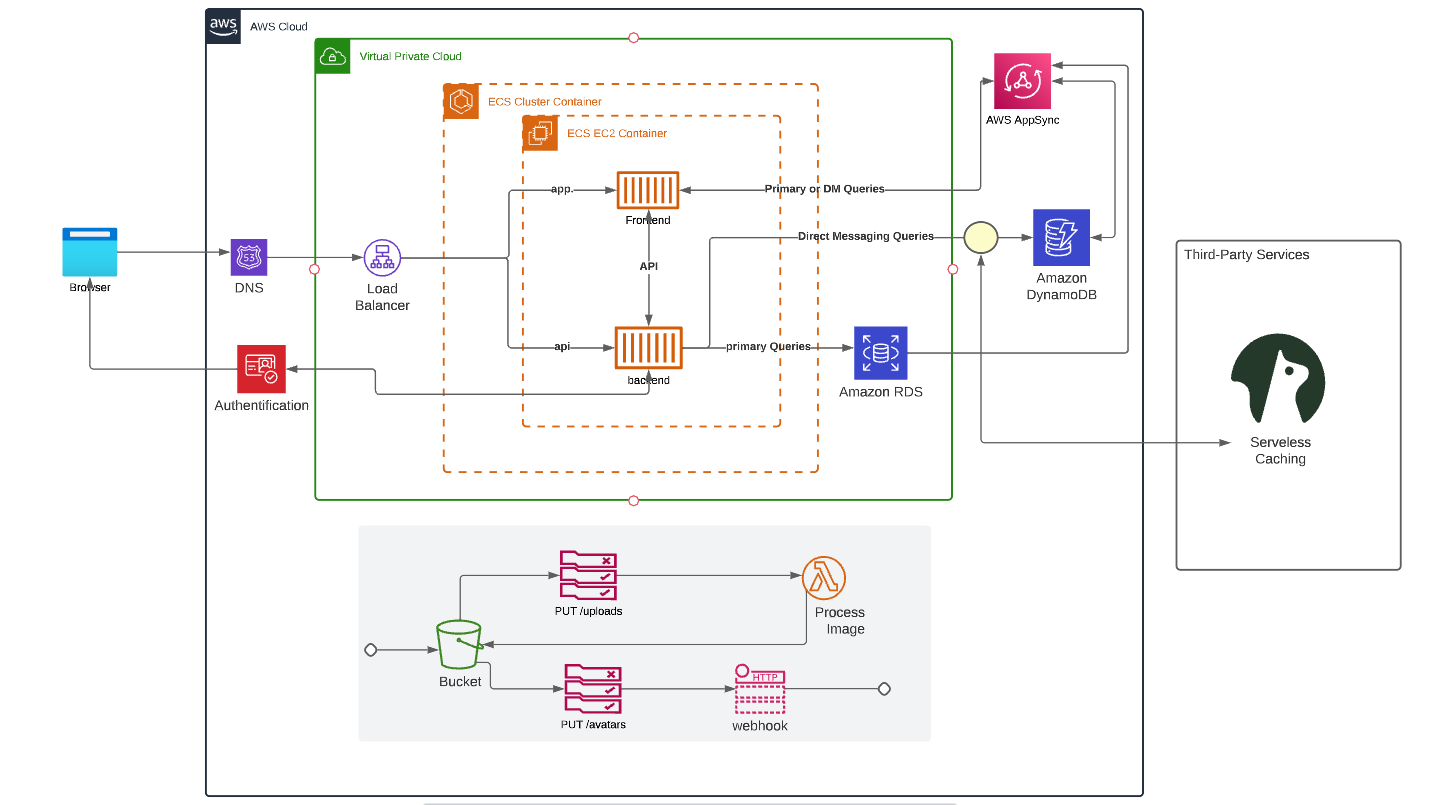 aws
AWS Cloud
Virtual Private Cloud
ECS Cluster Container
ECS EC2 Container
AWS AppSync
app.
Primary or DM Queries
Frontend
Direct Messaging Queries
Browser
53
DNS
Load
Balancer
API
Amazon
DynamoDB
Third-Party Services
api
primary Queries
backend
Amazon RDS
Authentification
Serveless
Caching
PUT /uploads
Process
Image
Bucket
HTTP
PUT /avatars
webhook